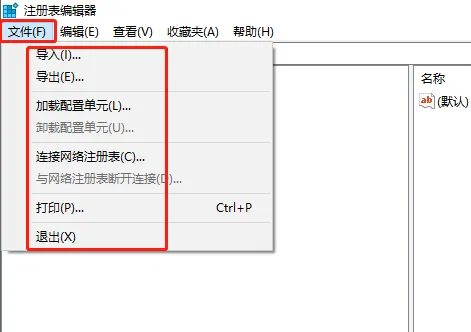 注册表编辑器
文件(F) 编辑(E) 查看(V) 收藏夹(A) 帮助(H)
导入(I)...
导出(E)...
名称
ab (默认)
加载配置单元(L)...
卸载配置单元(U)...
连接网络注册表(C)...
与网络注册表断开连接(D)...
打印(P)... Ctrl+P
退出(X)